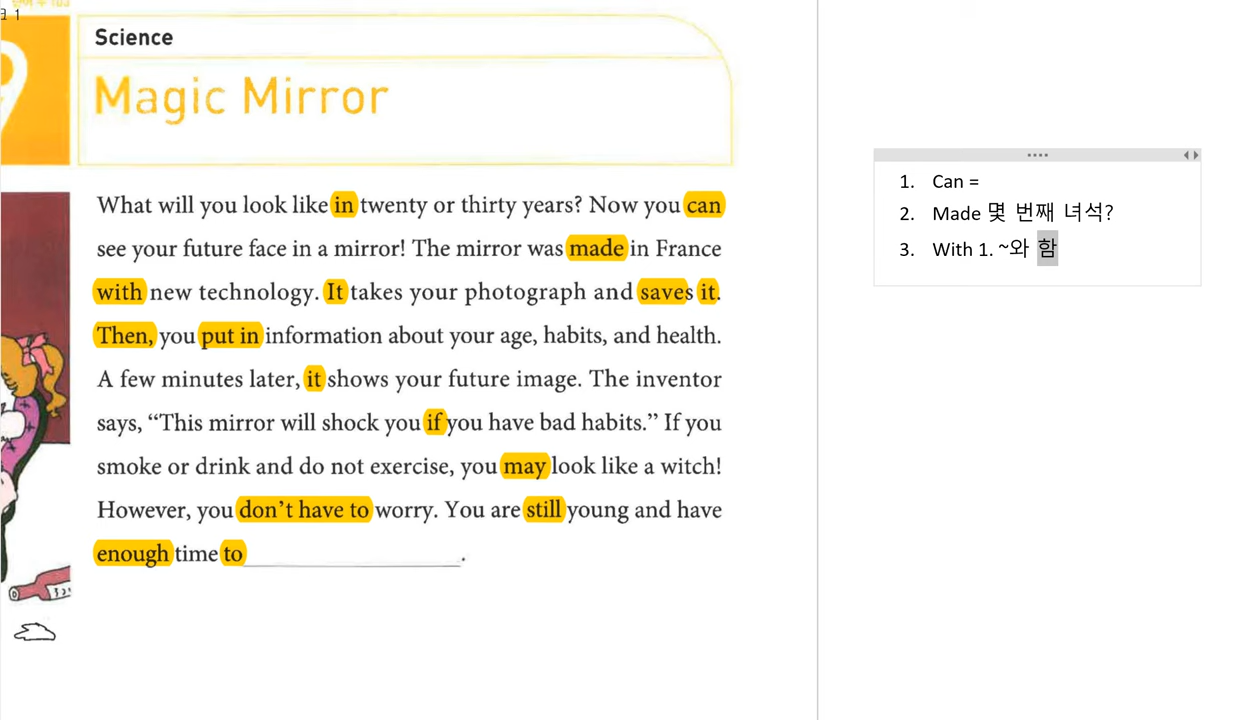 크 1
Science
Magic Mirror
What will you look like in twenty or thirty years? Now you can
see your future face in a mirror! The mirror was made in France
with new technology. It takes your photograph and saves it.
Then, you put in information about your age, habits, and health.
A few minutes later, it shows your future image. The inventor
says, “This mirror will shock you if you have bad habits.” If you
smoke or drink and do not exercise, you may look like a witch!
However, you don’t have to worry. You are still young and have
enough time to ____________________.
1. Can =
2. Made 몇 번째 녀석?
3. With 1. ~와 함